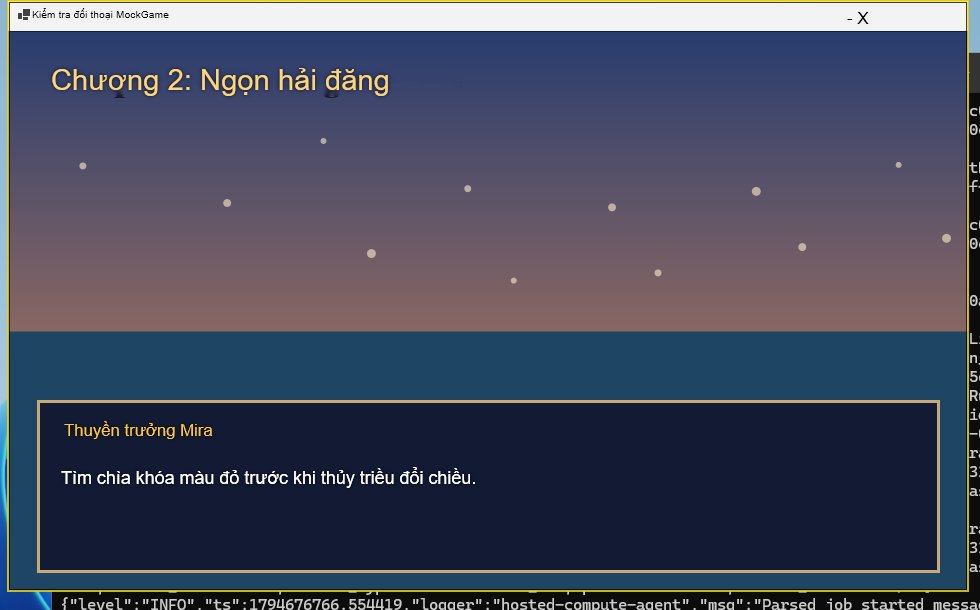 Kiểm tra đối thoại MockGame
- X
Chương 2: Ngọn hải đăng
Thuyền trưởng Mira
Tìm chìa khóa màu đỏ trước khi thủy triều đổi chiều.
{"level":"INFO","ts":1794676766.554419,"logger":"hosted-compute-agent","msg":"Parsed job started mess